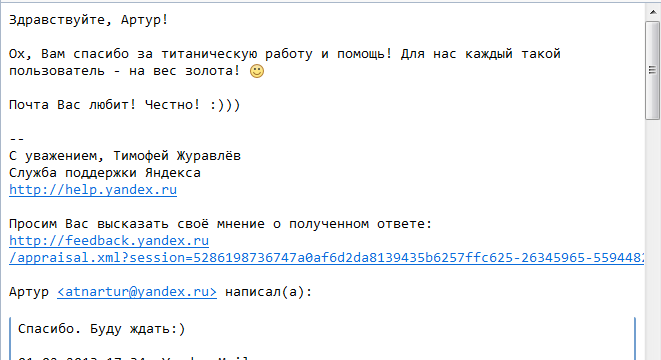 Здравствуйте, Артур!
Ох, Вам спасибо за титаническую работу и помощь! Для нас каждый такой
пользователь - на вес золота!
Почта Вас любит! Честно! :)))
--
С уважением, Тимофей Журавлёв
Служба поддержки Яндекса
http://help.yandex.ru
Просим Вас высказать своё мнение о полученном ответе:
http://feedback.yandex.ru
/appraisal.xml?session=5286198736747a0af6d2da8139435b6257ffc625-26345965-5594482
Артур <atnartur@yandex.ru> написал(а):
Спасибо. Буду ждать:)